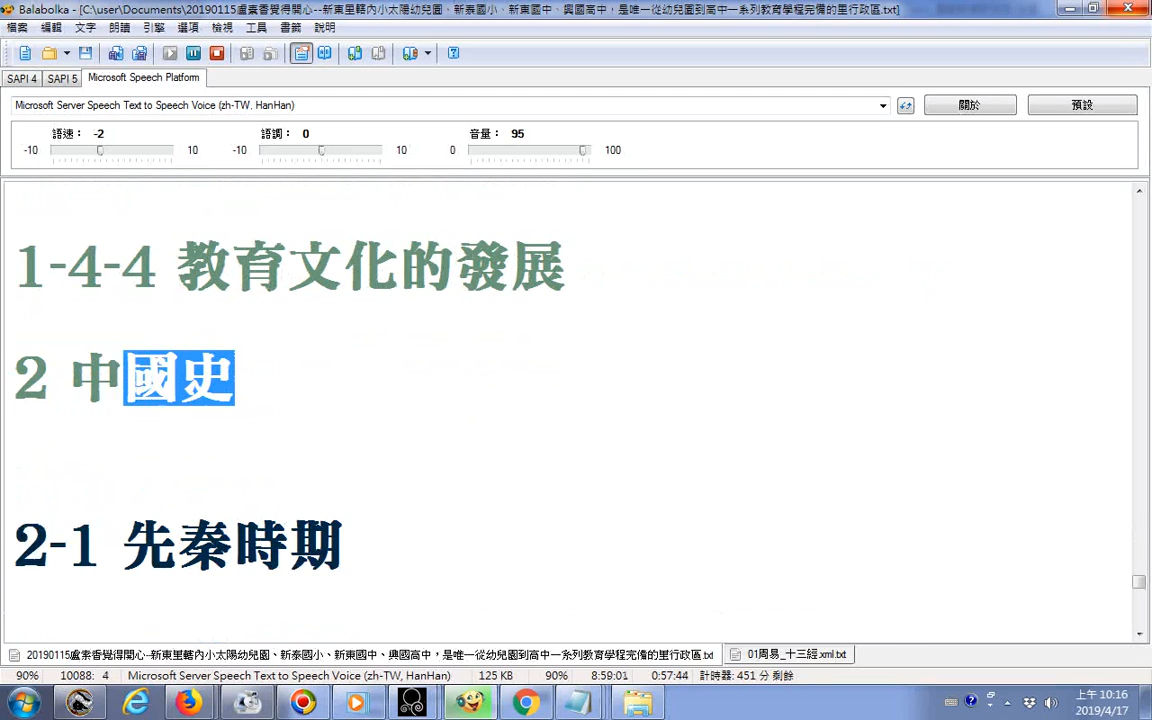 Balabolka - [C:\user\Documents\20190115盧素香覺得開心--新東里轄內小太陽幼兒園、新泰國小、新東國中、興國高中，是唯一從幼兒園到高中一系列教育學程完備的里行政區.txt]
檔案 編輯 文字 朗讀 引擎 選項 檢視 工具 書籤 說明
SAPI 4 SAPI 5 Microsoft Speech Platform
Microsoft Server Speech Text to Speech Voice (zh-TW, HanHan) 關於 預設
語速： -2 語調： 0 音量： 95
-10 10 -10 10 0 100
1-4-4 教育文化的發展
2 中國史
2-1 先秦時期
20190115盧素香覺得開心--新東里轄內小太陽幼兒園、新泰國小、新東國中、興國高中，是唯一從幼兒園到高中一系列教育學程完備的里行政區.txt 01周易_十三經.xml.txt
90% 10088: 4 Microsoft Server Speech Text to Speech Voice (zh-TW, HanHan) 125 KB 90% 8:59:01 0:57:44 計時器: 451 分 剩餘
上午 10:16
2019/4/17